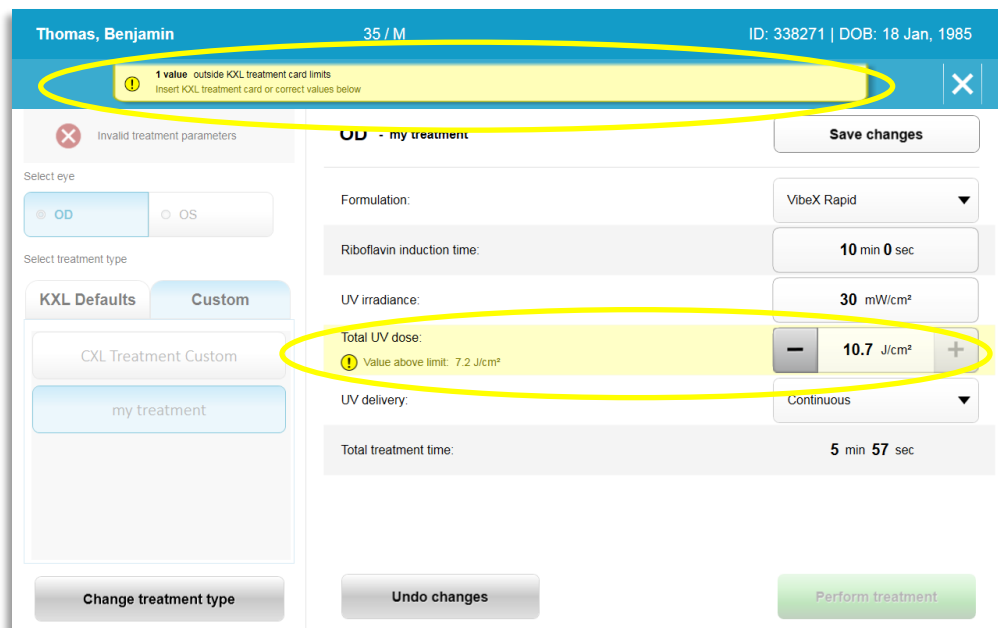 Thomas, Benjamin 35 / M ID: 338271 | DOB: 18 Jan, 1985
1 value outside KXL treatment card limits
Insert KXL treatment card or correct values below
Invalid treatment parameters
OD - my treatment
Save changes
Select eye
OD OS
Select treatment type
KXL Defaults Custom
CXL Treatment Custom
my treatment
Change treatment type
Formulation: VibeX Rapid
Riboflavin induction time: 10 min 0 sec
UV irradiance: 30 mW/cm²
Total UV dose: 10.7 J/cm²
Value above limit: 7.2 J/cm²
UV delivery: Continuous
Total treatment time: 5 min 57 sec
Undo changes
Perform treatment